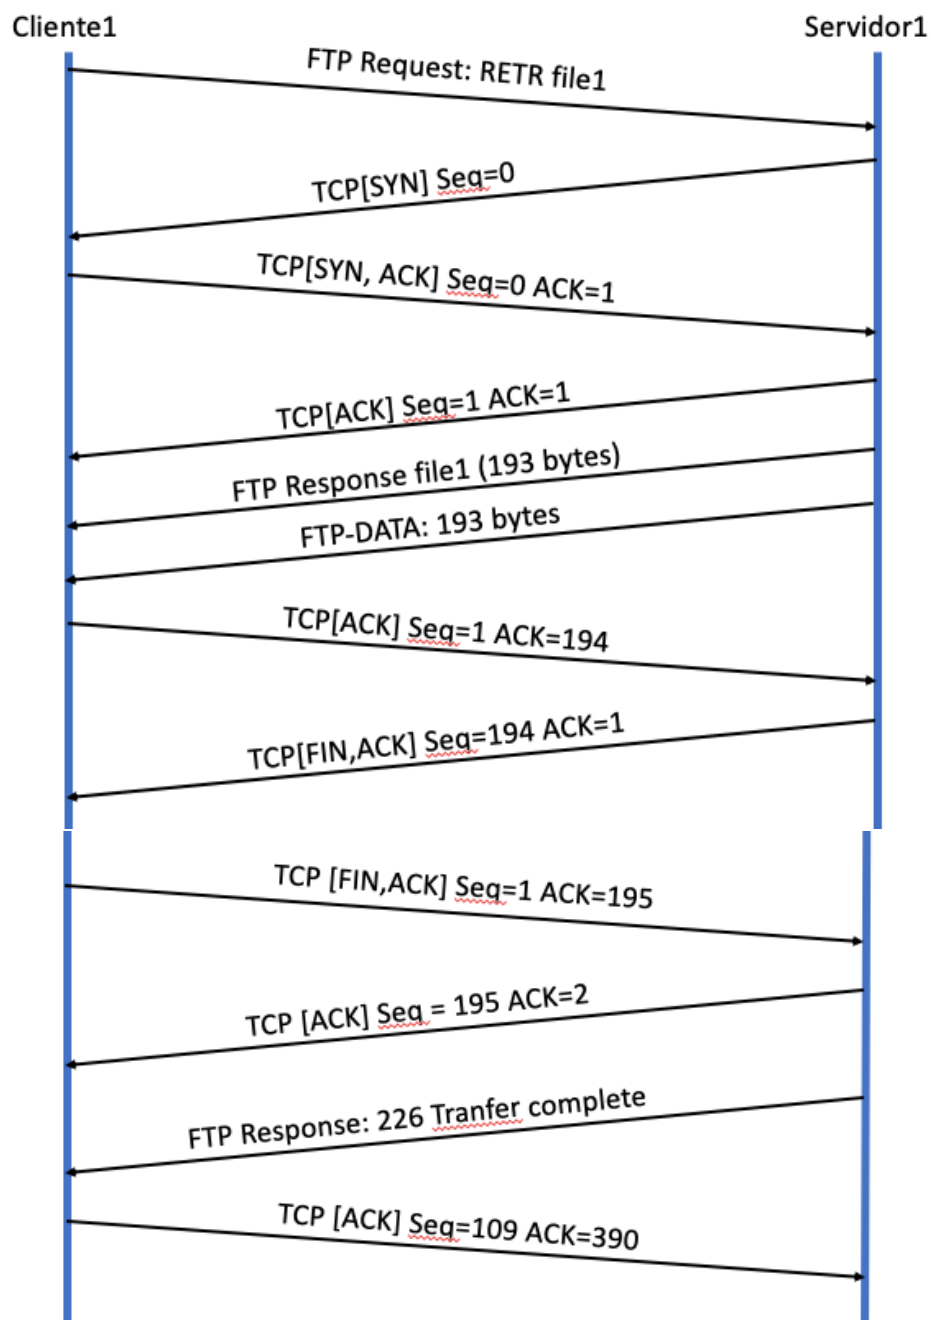 Cliente1
Servidor1
FTP Request: RETR file1
TCP[SYN] Seq=0
TCP[SYN, ACK] Seq=0 ACK=1
TCP[ACK] Seq=1 ACK=1
FTP Response file1 (193 bytes)
FTP-DATA: 193 bytes
TCP[ACK] Seq=1 ACK=194
TCP[FIN,ACK] Seq=194 ACK=1
TCP [FIN,ACK] Seq=1 ACK=195
TCP [ACK] Seq = 195 ACK=2
FTP Response: 226 Tranfer complete
TCP [ACK] Seq=109 ACK=390